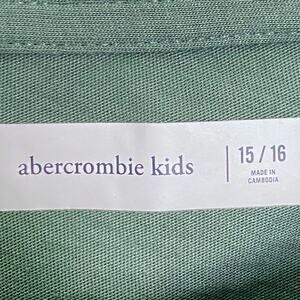 abercrombie kids
15 / 16
MADE IN
CAMBODIA